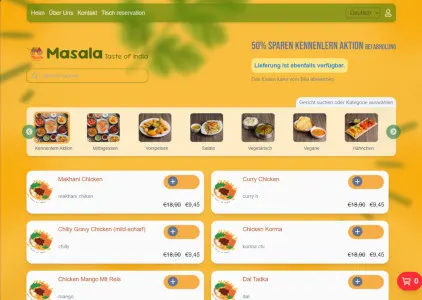 Heim Über Uns Kontakt Tisch reservation
Deutsch
Masala Taste of india
50% SPAREN KENNENLERN AKTION BEI ABHOLUNG
Lieferung ist ebenfalls verfügbar.
Das Essen kann vom Bild abweichen
Gericht suchen oder Kategorie auswählen
Kennenlern Aktion
Mittagessen
Vorspeisen
Salate
Vegetarisch
Vegane
Hähnchen
Makhani Chicken
makhani chiken
€18,90 €9,45
Curry Chicken
curry h
€18,90 €9,45
Chilly Gravy Chicken (mild-scharf)
chilly
€18,90 €9,45
Chicken Korma
korma chi
€18,90 €9,45
Chicken Mango Mit Reis
mango
Dal Tadka
dal
0